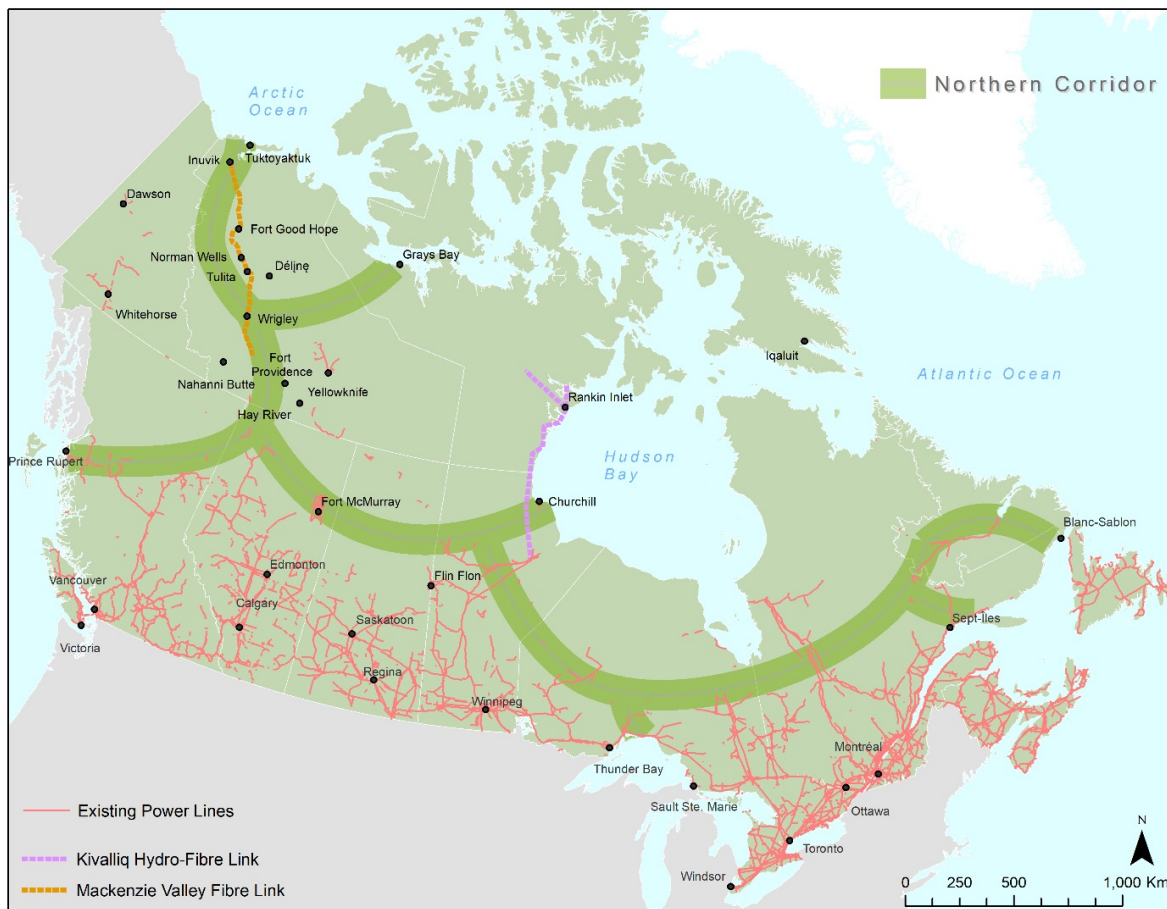 Northern Corridor
Arctic
Ocean
Inuvik
Tuktoyaktuk
Dawson
Fort Good Hope
Norman Wells
Délįnę
Grays Bay
Tulita
Whitehorse
Wrigley
Iqaluit
Fort
Providence
Nahanni Butte
Yellowknife
Atlantic Ocean
Hay River
Rankin Inlet
Hudson
Bay
Prince Rupert
Fort McMurray
Churchill
Blanc-Sablon
Edmonton
Flin Flon
Vancouver
Calgary
Saskatoon
Sept-Iles
Victoria
Regina
Winnipeg
Montréal
Thunder Bay
Sault Ste. Marie
Ottawa
Toronto
Windsor
Existing Power Lines
Kivalliq Hydro-Fibre Link
Mackenzie Valley Fibre Link
N
0 250 500 1,000 Km